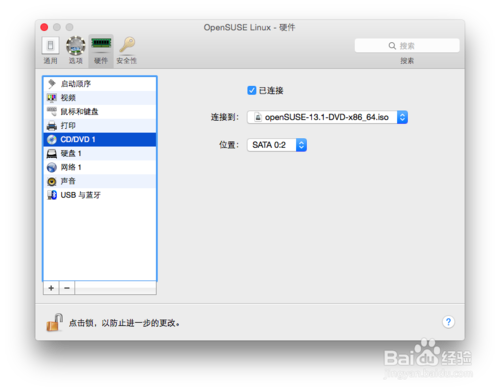 OpenSUSE Linux - 硬件
通用 选项 硬件 安全性
搜索
搜索
启动顺序
视频
鼠标和键盘
打印
CD/DVD 1
硬盘 1
网络 1
声音
USB 与蓝牙
已连接
连接到: openSUSE-13.1-DVD-x86_64.iso
位置: SATA 0:2
+ −
点击锁，以防止进一步的更改。
?
Baidu经验
jingyan.baidu.com